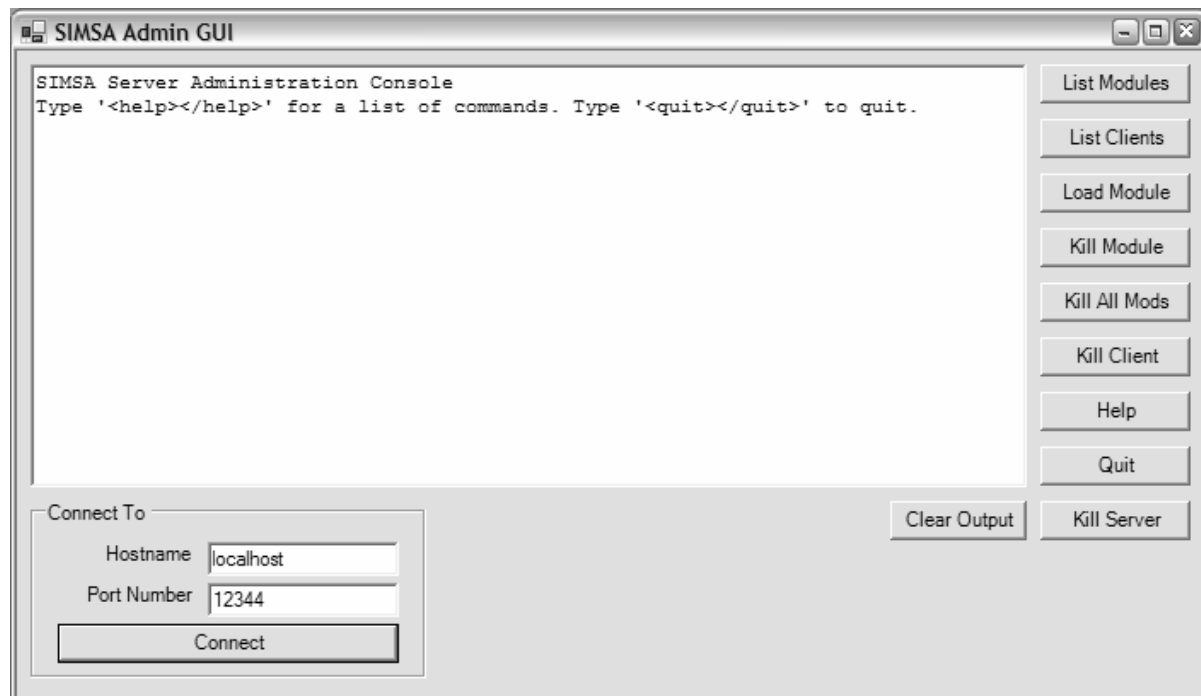 SIMSA Admin GUI
SIMSA Server Administration Console
Type '<help></help>' for a list of commands. Type '<quit></quit>' to quit.
List Modules
List Clients
Load Module
Kill Module
Kill All Mods
Kill Client
Help
Quit
Clear Output
Kill Server
Connect To
Hostname localhost
Port Number 12344
Connect